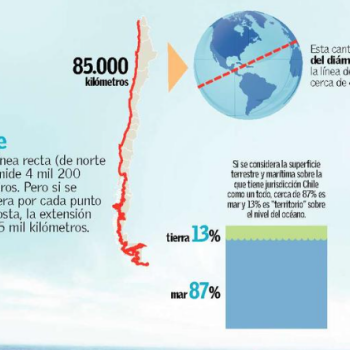 85.000
kilómetros
Esta cant
del diám
la línea de
cerca de
e
nea recta (de norte
mide 4 mil 200
ros. Pero si se
era por cada punto
osta, la extensión
5 mil kilómetros.
Si se considera la superficie
terrestre y marítima sobre la
que tiene jurisdicción Chile
como un todo, cerca de 87% es
mar y 13% es "territorio" sobre
el nivel del océano.
tierra 13%
mar 87%